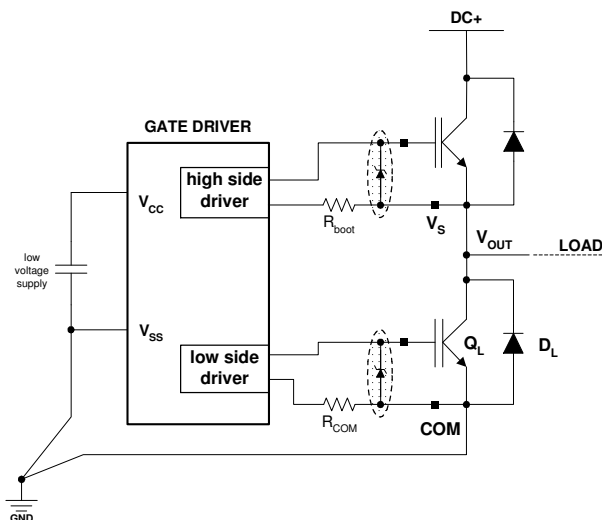 DC+
GATE DRIVER
high side
driver
V_CC
R_boot
V_S
V_OUT
LOAD
low
voltage
supply
V_SS
low side
driver
Q_L
D_L
R_COM
COM
GND